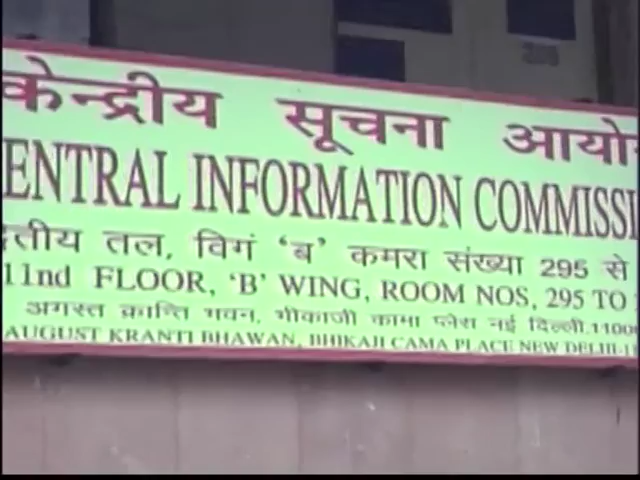 केन्द्रीय सूचना आयो
ENTRAL INFORMATION COMMISSI
द्वितीय तल, विगं 'ब' कमरा संख्या 295 से
11nd FLOOR, 'B' WING, ROOM NOS, 295 TO
अगस्त क्रान्ति भवन, भीकाजी कामा प्लेस नई दिल्ली.1100
AUGUST KRANTI BHAWAN, BHIKAJI CAMA PLACE NEW DELHI-1